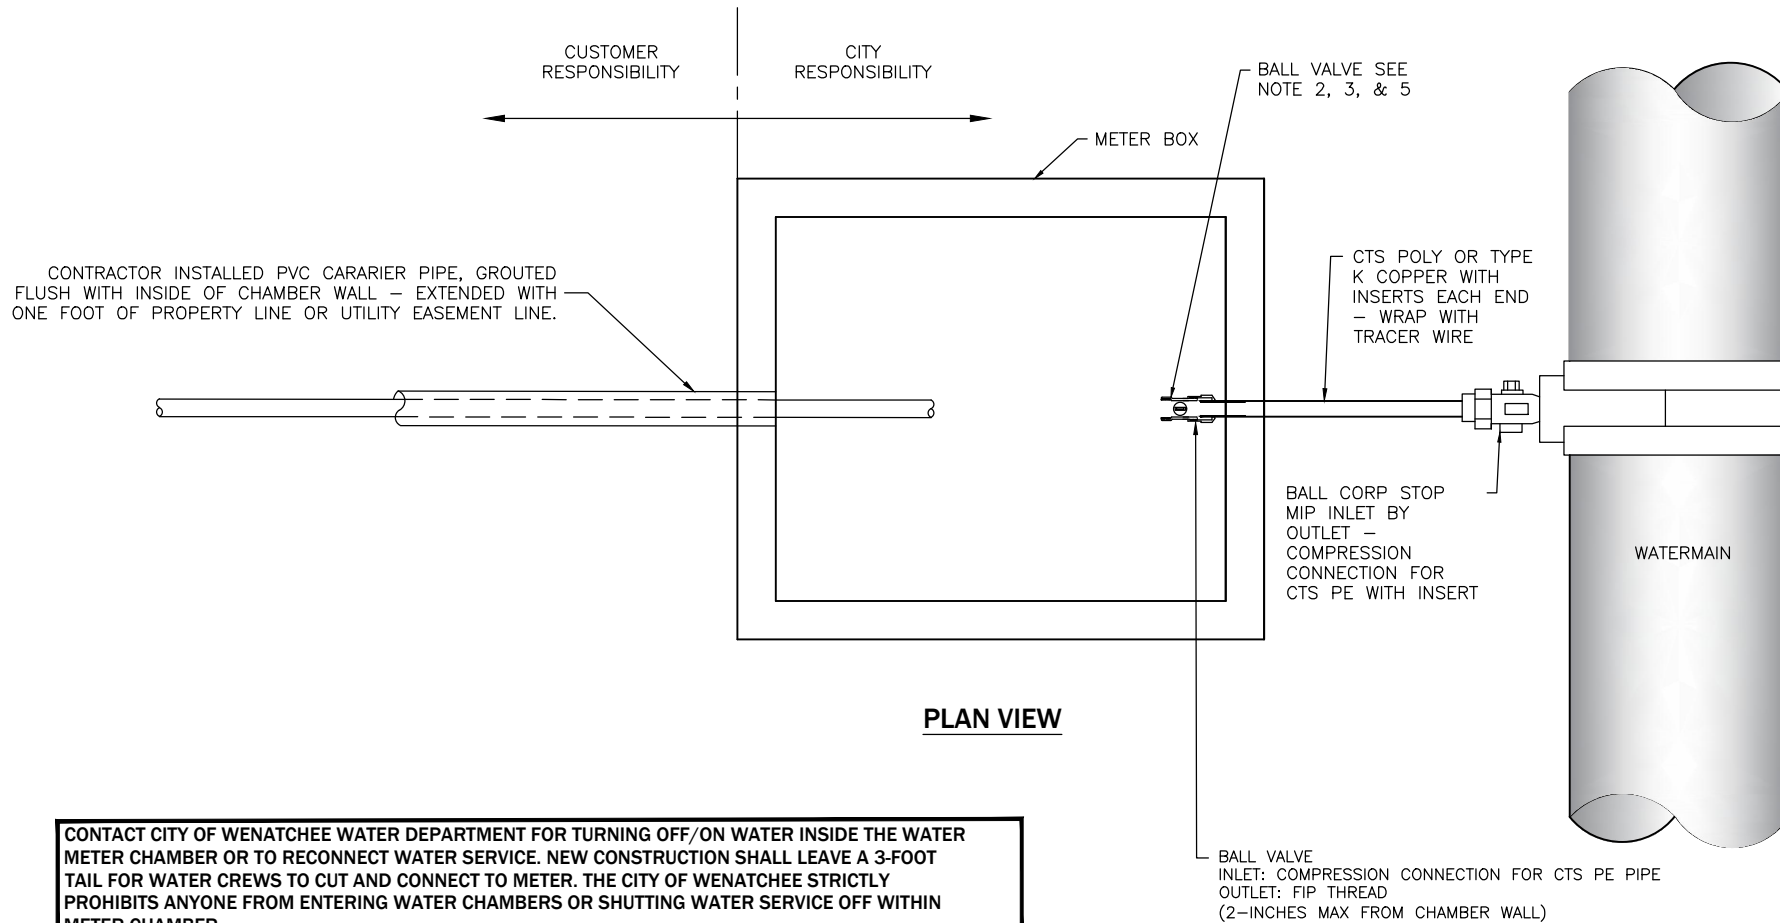 CUSTOMER
RESPONSIBILITY
CITY
RESPONSIBILITY
BALL VALVE SEE
NOTE 2, 3, & 5
METER BOX
CONTRACTOR INSTALLED PVC CARARIER PIPE, GROUTED
FLUSH WITH INSIDE OF CHAMBER WALL – EXTENDED WITH
ONE FOOT OF PROPERTY LINE OR UTILITY EASEMENT LINE.
CTS POLY OR TYPE
K COPPER WITH
INSERTS EACH END
– WRAP WITH
TRACER WIRE
BALL CORP STOP
MIP INLET BY
OUTLET –
COMPRESSION
CONNECTION FOR
CTS PE WITH INSERT
WATERMAIN
PLAN VIEW
CONTACT CITY OF WENATCHEE WATER DEPARTMENT FOR TURNING OFF/ON WATER INSIDE THE WATER
METER CHAMBER OR TO RECONNECT WATER SERVICE. NEW CONSTRUCTION SHALL LEAVE A 3-FOOT
TAIL FOR WATER CREWS TO CUT AND CONNECT TO METER. THE CITY OF WENATCHEE STRICTLY
PROHIBITS ANYONE FROM ENTERING WATER CHAMBERS OR SHUTTING WATER SERVICE OFF WITHIN
METER CHAMBER
BALL VALVE
INLET: COMPRESSION CONNECTION FOR CTS PE PIPE
OUTLET: FIP THREAD
(2–INCHES MAX FROM CHAMBER WALL)